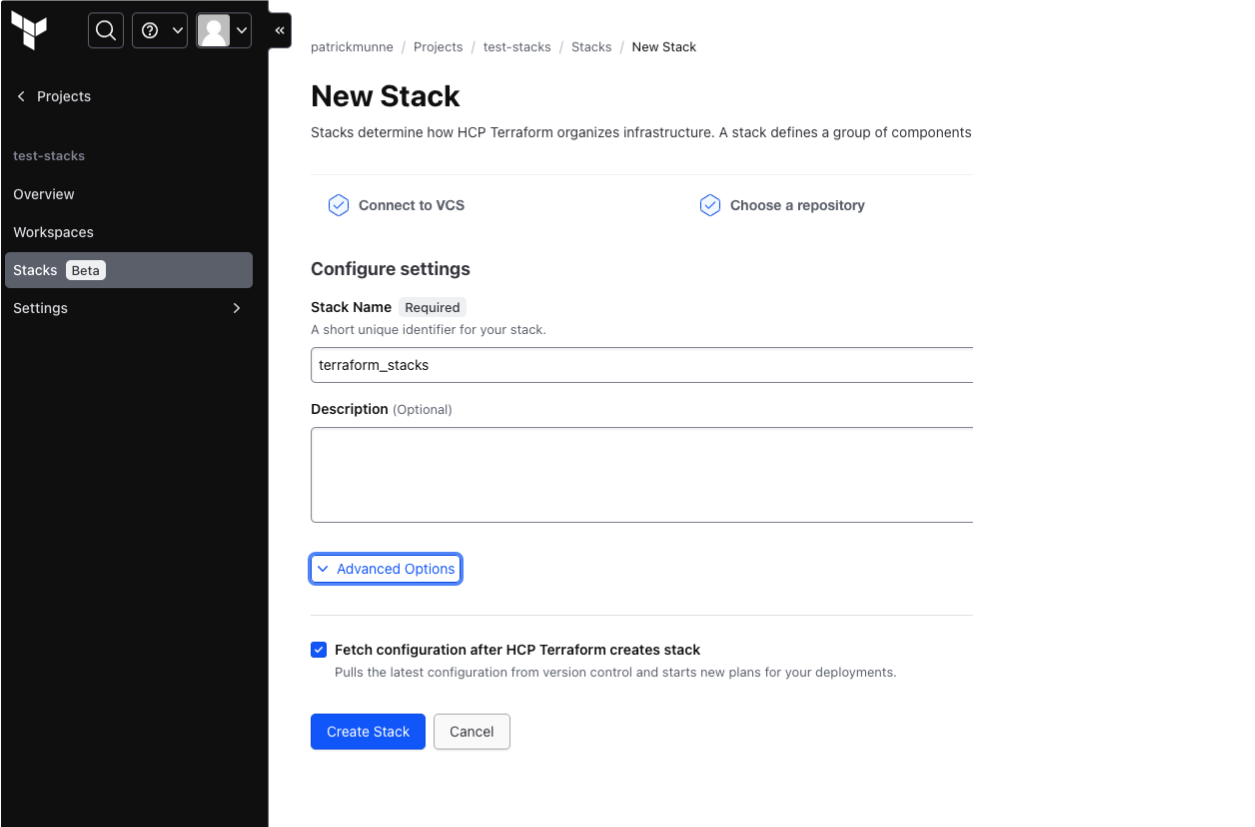 patrickmunne / Projects / test-stacks / Stacks / New Stack
Projects
test-stacks
Overview
Workspaces
Stacks Beta
Settings
New Stack
Stacks determine how HCP Terraform organizes infrastructure. A stack defines a group of components
Connect to VCS
Choose a repository
Configure settings
Stack Name Required
A short unique identifier for your stack.
terraform_stacks
Description (Optional)
Advanced Options
Fetch configuration after HCP Terraform creates stack
Pulls the latest configuration from version control and starts new plans for your deployments.
Create Stack
Cancel